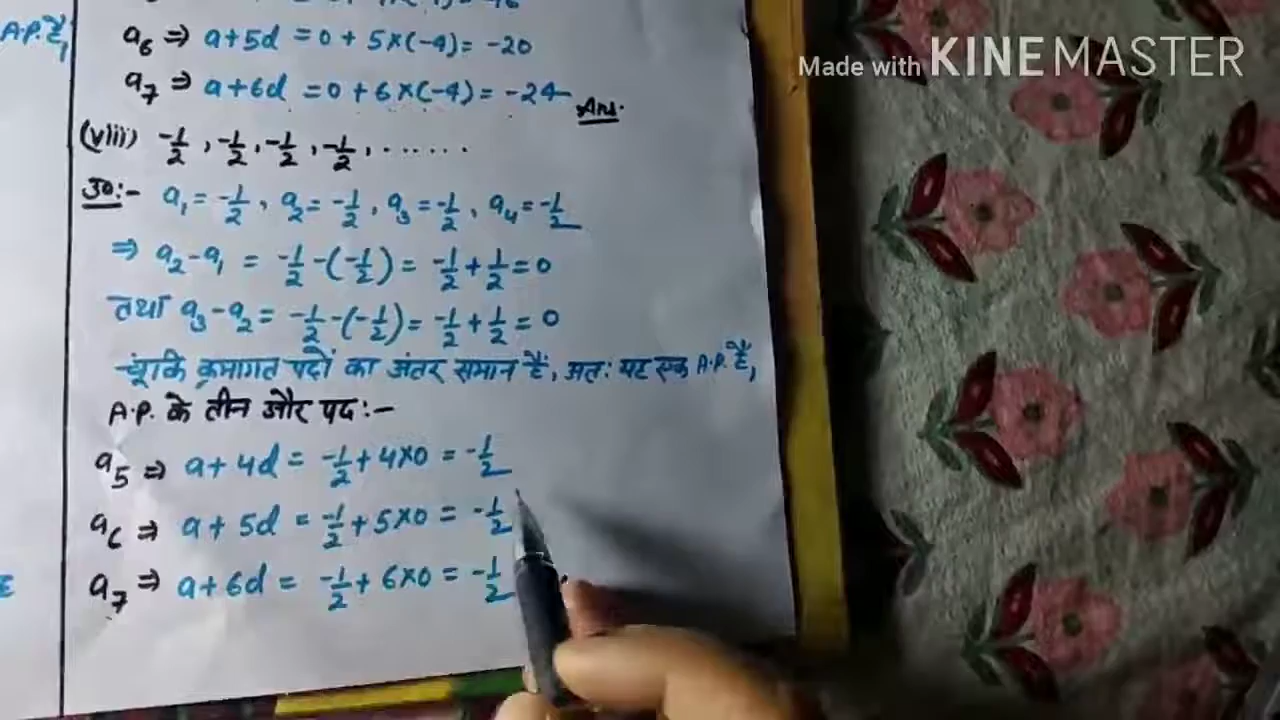 a₆ ⇒ a+5d = 0 + 5×(-4) = -20
A.P. है,
a₇ ⇒ a+6d = 0 + 6×(-4) = -24 Ans.
(viii) -1/2, -1/2, -1/2, -1/2, ......
उ०:- a₁ = -1/2, a₂ = -1/2, a₃ = -1/2, a₄ = -1/2
⇒ a₂-a₁ = -1/2-(-1/2) = -1/2+1/2 = 0
तथा a₃-a₂ = -1/2-(-1/2) = -1/2+1/2 = 0
चूंकि क्रमागत पदों का अंतर समान है, अतः यह एक A.P. है,
A.P. के तीन और पद:-
a₅ ⇒ a+4d = -1/2+4×0 = -1/2
a₆ ⇒ a+5d = -1/2+5×0 = -1/2
a₇ ⇒ a+6d = -1/2+6×0 = -1/2
Made with KINEMASTER